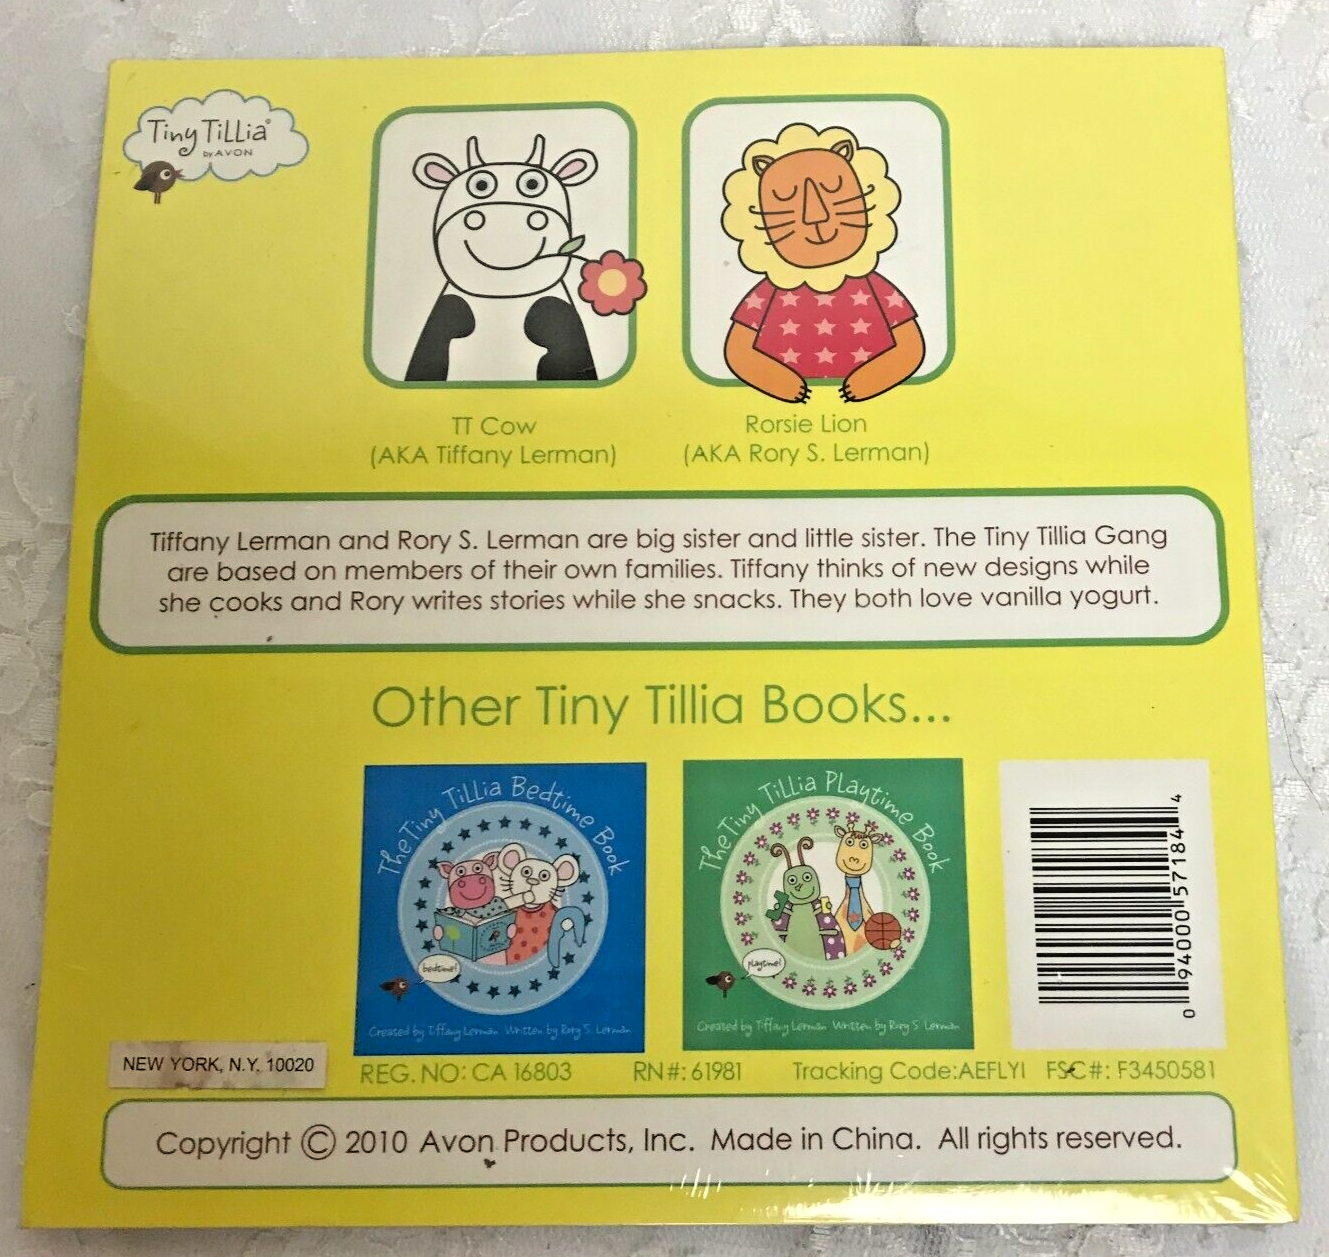 Tiny Tillia®
by AVON
TT Cow
(AKA Tiffany Lerman)
Rorsie Lion
(AKA Rory S. Lerman)
Tiffany Lerman and Rory S. Lerman are big sister and little sister. The Tiny Tillia Gang
are based on members of their own families. Tiffany thinks of new designs while
she cooks and Rory writes stories while she snacks. They both love vanilla yogurt.
Other Tiny Tillia Books...
The Tiny Tillia Bedtime Book
bedtime!
Created by Tiffany Lerman Written by Rory S. Lerman
The Tiny Tillia Playtime Book
playtime!
Created by Tiffany Lerman Written by Rory S. Lerman
0 94000 57184 4
NEW YORK, N.Y. 10020
REG. NO: CA 16803 RN#: 61981 Tracking Code:AEFLYI FSC#: F3450581
Copyright © 2010 Avon Products, Inc. Made in China. All rights reserved.